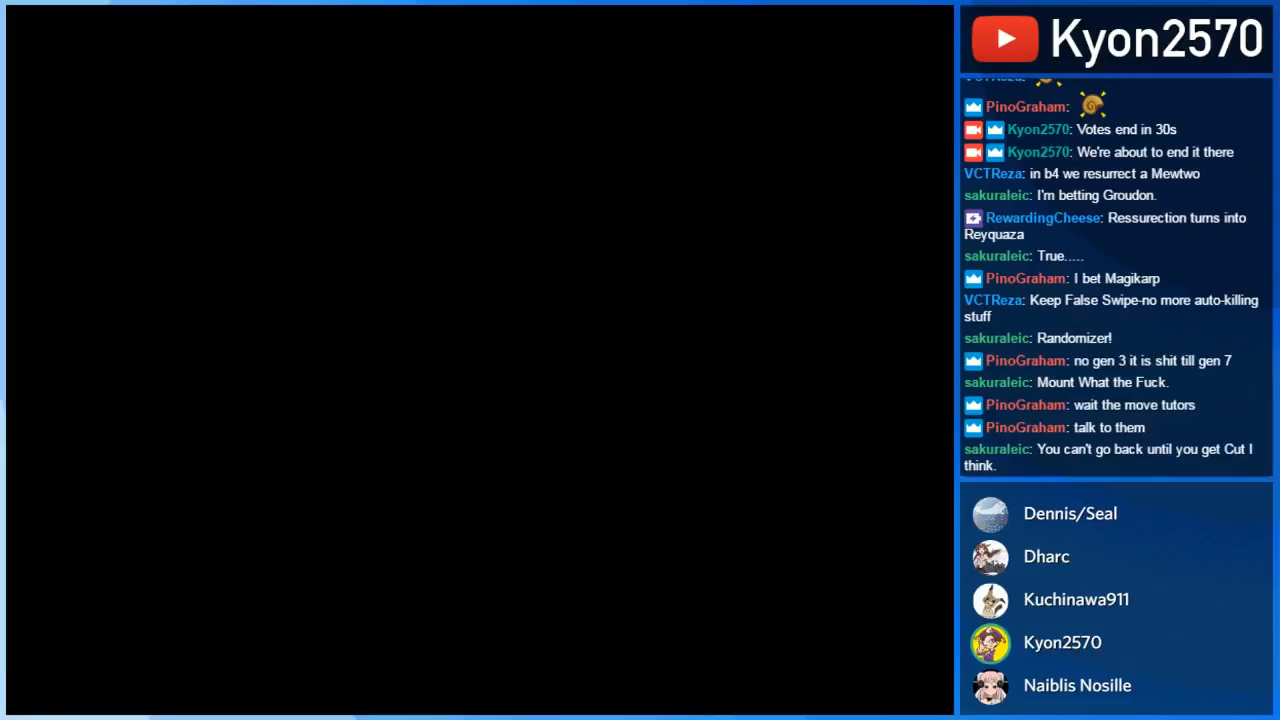 Kyon2570
VCTReza:
PinoGraham:
Kyon2570: Votes end in 30s
Kyon2570: We're about to end it there
VCTReza: in b4 we resurrect a Mewtwo
sakuraleic: I'm betting Groudon.
RewardingCheese: Ressurection turns into
Reyquaza
sakuraleic: True.....
PinoGraham: I bet Magikarp
VCTReza: Keep False Swipe-no more auto-killing
stuff
sakuraleic: Randomizer!
PinoGraham: no gen 3 it is shit till gen 7
sakuraleic: Mount What the Fuck.
PinoGraham: wait the move tutors
PinoGraham: talk to them
sakuraleic: You can't go back until you get Cut I
think.
Dennis/Seal
Dharc
Kuchinawa911
Kyon2570
Naiblis Nosille